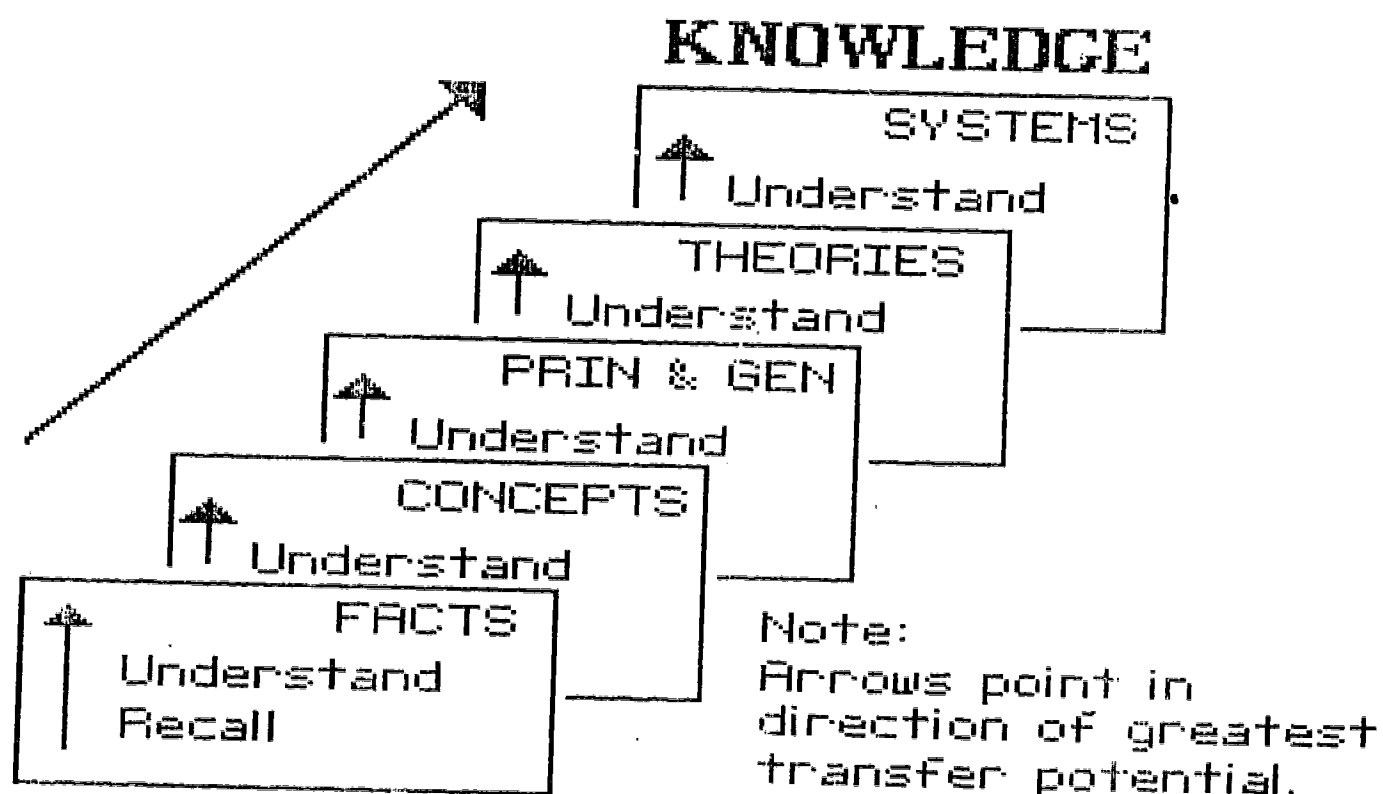 KNOWLEDGE
SYSTEMS
Understand
THEORIES
Understand
PRIN & GEN
Understand
CONCEPTS
Understand
FACTS
Understand
Recall
Note:
Arrows point in
direction of greatest
transfer potential.